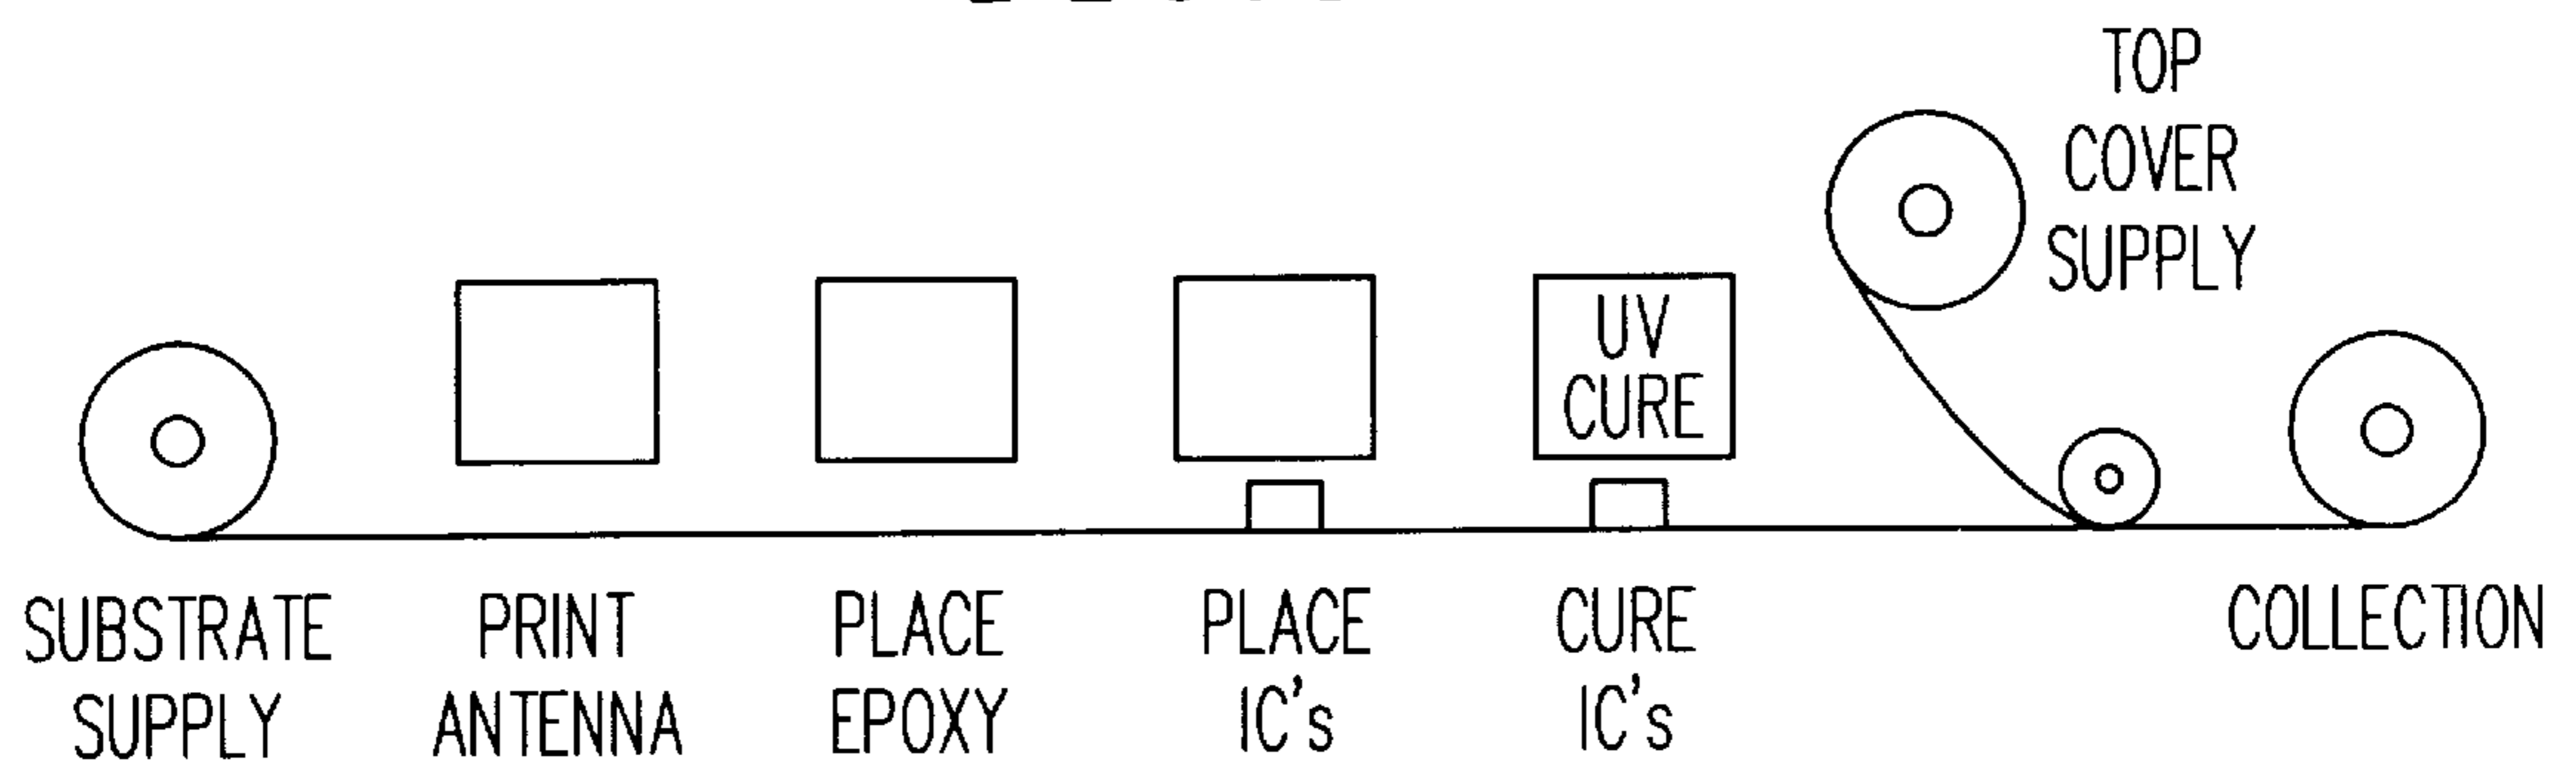 TOP
COVER
SUPPLY
UV
CURE
SUBSTRATE
SUPPLY
PRINT
ANTENNA
PLACE
EPOXY
PLACE
IC's
CURE
IC's
COLLECTION